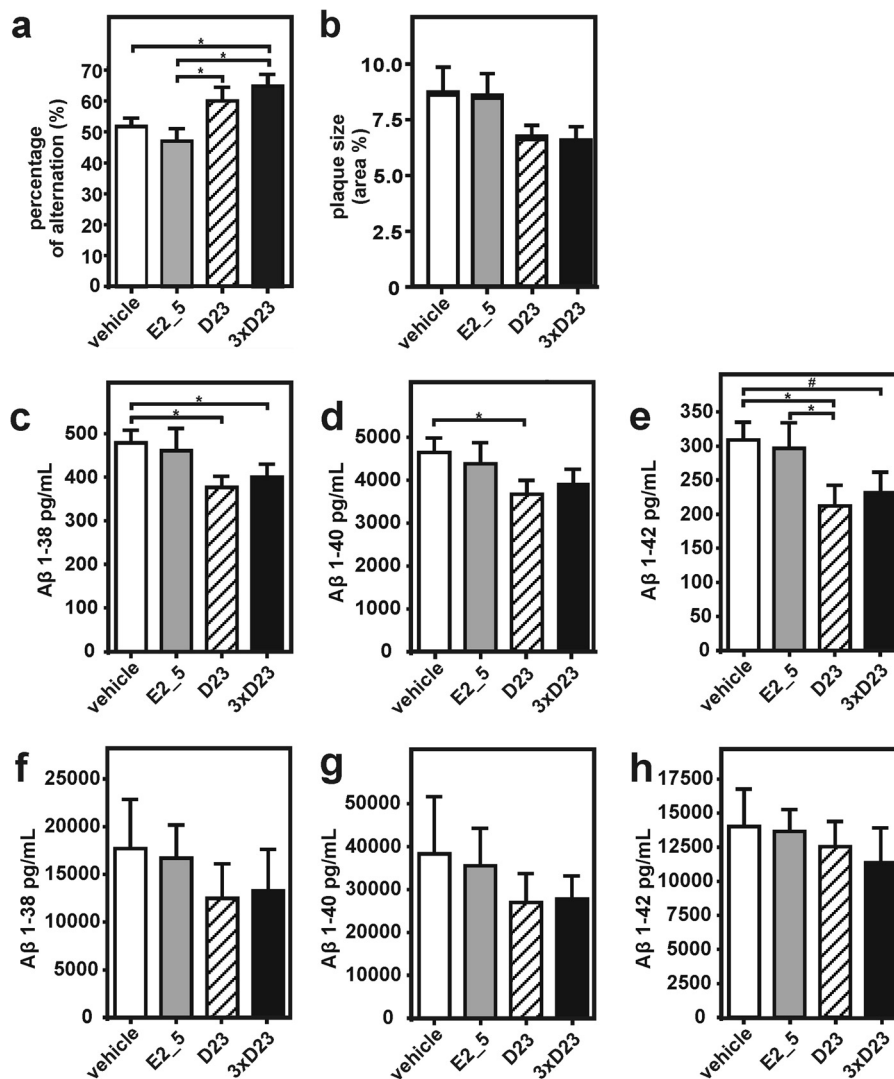 a
percentage
of alternation (%)
70
60
50
40
30
20
10
0
*
*
*
vehicle
E2_5
D23
3xD23
b
plaque size
(area %)
10.0
7.5
5.0
2.5
0
vehicle
E2_5
D23
3xD23
c
Aβ 1-38 pg/mL
500
400
300
200
100
0
*
*
vehicle
E2_5
D23
3xD23
d
Aβ 1-40 pg/mL
5000
4000
3000
2000
1000
0
*
vehicle
E2_5
D23
3xD23
e
Aβ 1-42 pg/mL
350
300
250
200
150
100
50
0
#
*
*
vehicle
E2_5
D23
3xD23
f
Aβ 1-38 pg/mL
25000
20000
15000
10000
5000
0
vehicle
E2_5
D23
3xD23
g
Aβ 1-40 pg/mL
50000
40000
30000
20000
10000
0
vehicle
E2_5
D23
3xD23
h
Aβ 1-42 pg/mL
17500
15000
12500
10000
7500
5000
2500
0
vehicle
E2_5
D23
3xD23